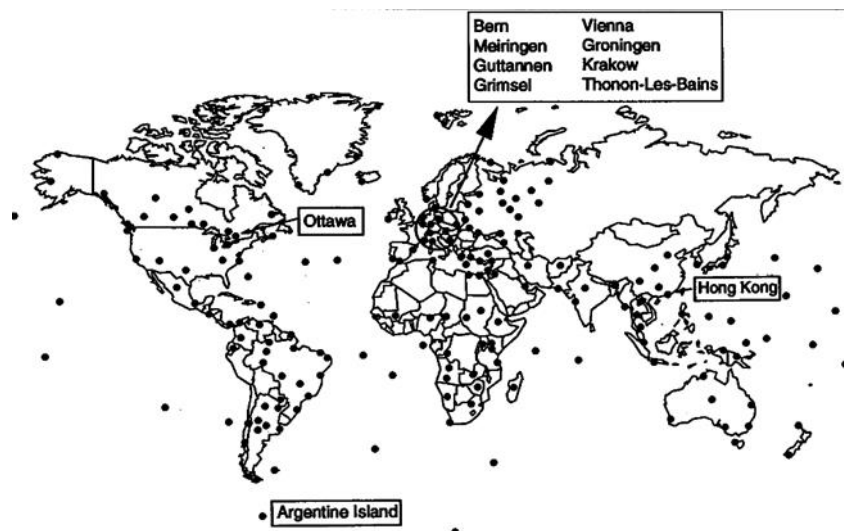 Bern Vienna
Meiringen Groningen
Guttannen Krakow
Grimsel Thonon-Les-Bains
Ottawa
Hong Kong
Argentine Island